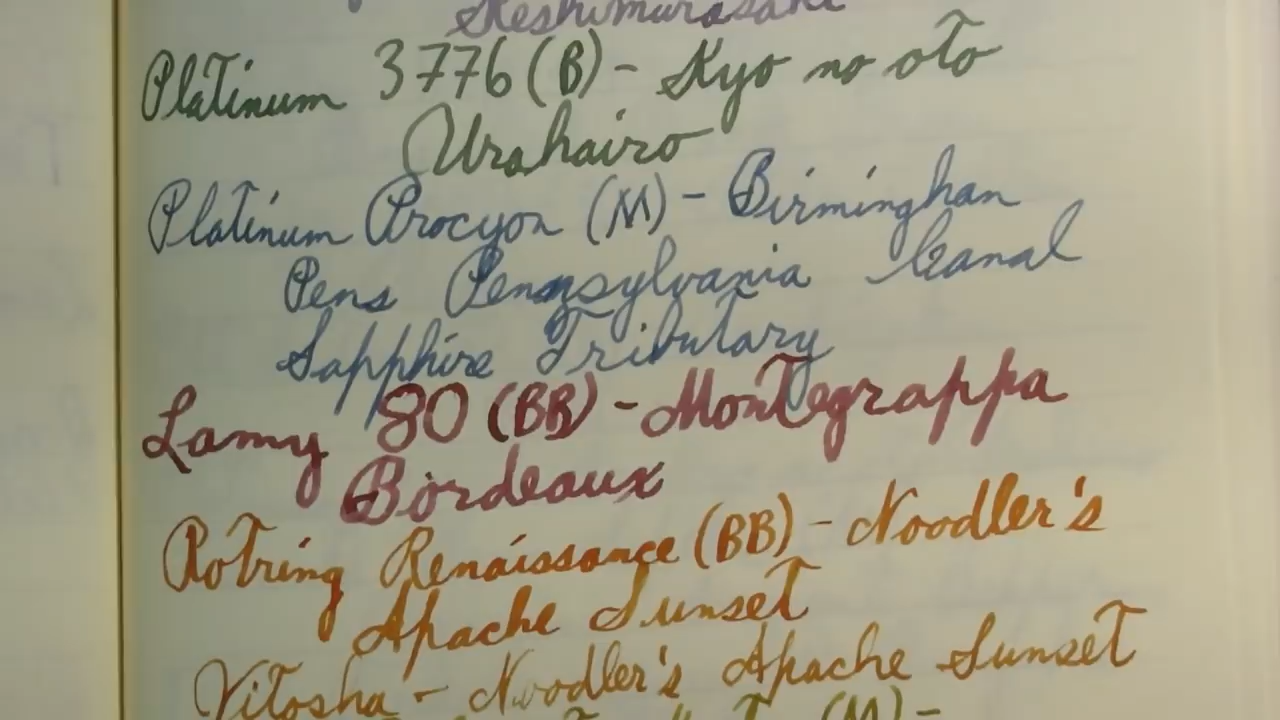 Keshimurasaki
Platinum 3776 (B) - Kyo no oto
Urahairo
Platinum Procyon (M) - Birmingham
Pens Pennsylvania Canal
Sapphire Tributary
Lamy 80 (BB) - Montegrappa
Bordeaux
Rotring Renaissance (BB) - Noodler's
Apache Sunset
Vitosha - Noodler's Apache Sunset
(M) -